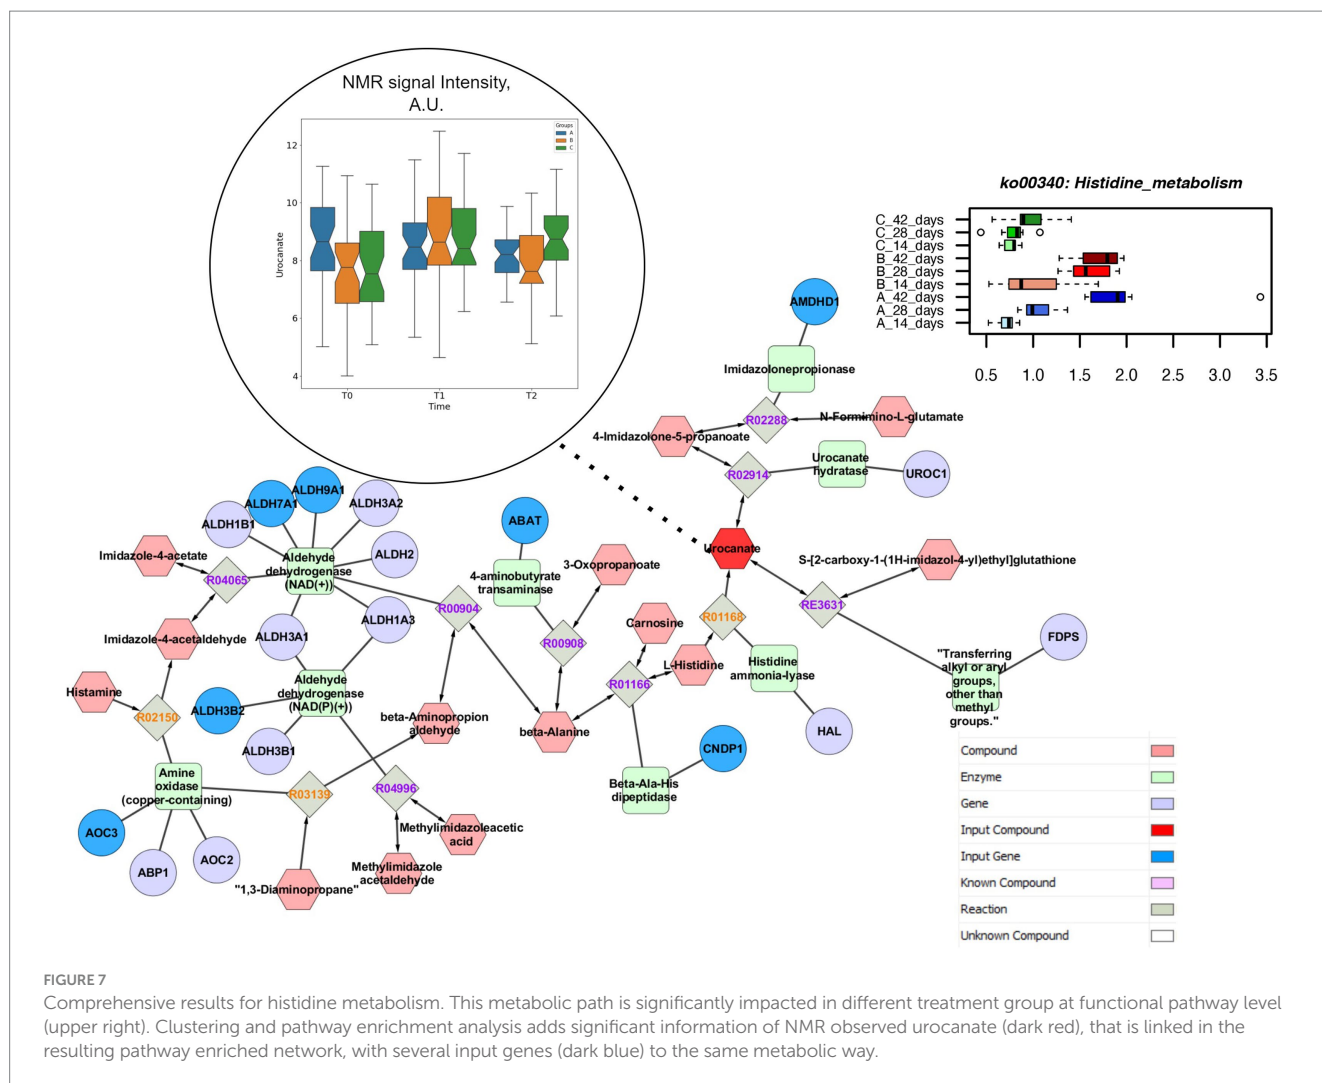 NMR signal Intensity,
A.U.
Groups
A
B
C
12
10
8
6
4
Urocanate
T0
T1
T2
Time
ko00340: Histidine_metabolism
C_42_days
C_28_days
C_14_days
B_42_days
B_28_days
B_14_days
A_42_days
A_28_days
A_14_days
0.5 1.0 1.5 2.0 2.5 3.0 3.5
AMDHD1
Imidazolonepropionase
R02288
N-Formimino-L-glutamate
4-Imidazolone-5-propanoate
R02914
Urocanate
hydratase
UROC1
ALDH9A1
ALDH7A1
ALDH3A2
ALDH1B1
ABAT
ALDH2
Imidazole-4-acetate
Aldehyde
dehydrogenase
(NAD(+))
R04065
4-aminobutyrate
transaminase
3-Oxopropanoate
Urocanate
S-[2-carboxy-1-(1H-imidazol-4-yl)ethyl]glutathione
R00904
RE3631
R01168
Carnosine
ALDH1A3
ALDH3A1
Imidazole-4-acetaldehyde
R00908
FDPS
L-Histidine
Histidine
ammonia-lyase
"Transferring
alkyl or aryl
groups,
other than
methyl
groups."
Histamine
Aldehyde
dehydrogenase
(NAD(P)(+))
R01166
R02150
ALDH3B2
beta-Aminopropion
aldehyde
beta-Alanine
HAL
ALDH3B1
CNDP1
Amine
oxidase
(copper-containing)
R03139
R04996
Beta-Ala-His
dipeptidase
AOC3
Methylimidazoleacetic
acid
ABP1
AOC2
"1,3-Diaminopropane"
Methylimidazole
acetaldehyde
Compound
Enzyme
Gene
Input Compound
Input Gene
Known Compound
Reaction
Unknown Compound
FIGURE 7
Comprehensive results for histidine metabolism. This metabolic path is significantly impacted in different treatment group at functional pathway level
(upper right). Clustering and pathway enrichment analysis adds significant information of NMR observed urocanate (dark red), that is linked in the
resulting pathway enriched network, with several input genes (dark blue) to the same metabolic way.